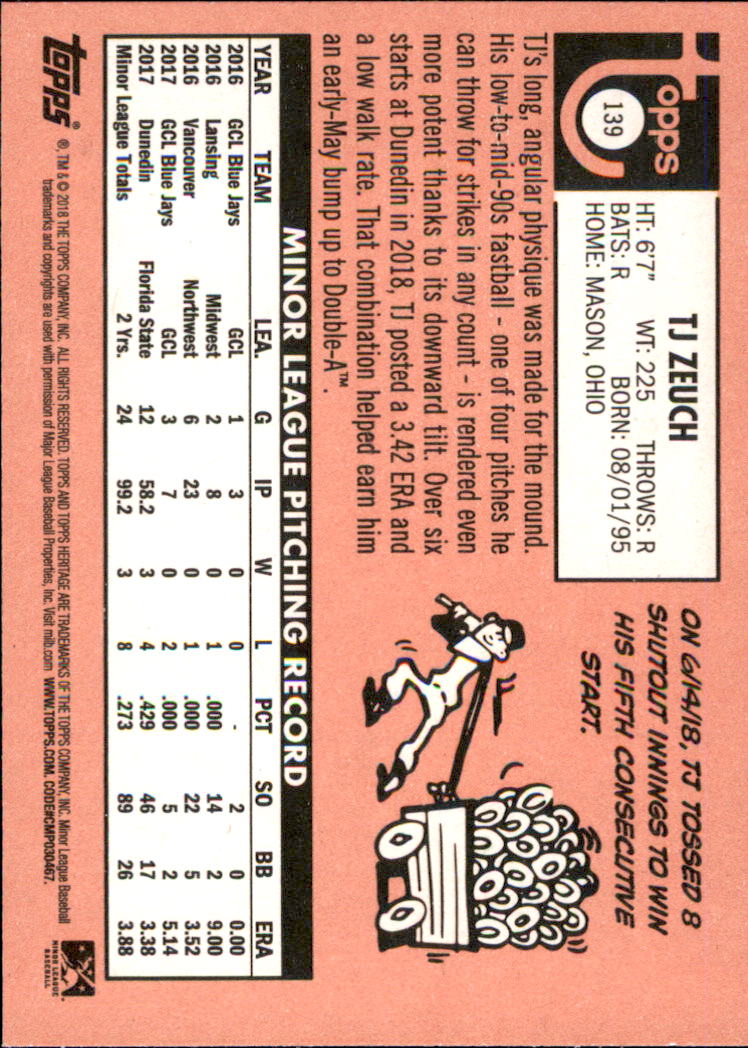 Topps
139
TJ ZEUCH
HT: 6'7" WT: 225 THROWS: R
BATS: R BORN: 08/01/95
HOME: MASON, OHIO
TJ's long, angular physique was made for the mound.
His low-to-mid-90s fastball - one of four pitches he
can throw for strikes in any count - is rendered even
more potent thanks to its downward tilt. Over six
starts at Dunedin in 2018, TJ posted a 3.42 ERA and
a low walk rate. That combination helped earn him
an early-May bump up to Double-A™.
ON 6/14/18, TJ TOSSED 8
SHUTOUT INNINGS TO WIN
HIS FIFTH CONSECUTIVE
START.
MINOR LEAGUE PITCHING RECORD
YEAR TEAM LEA. G IP W L PCT SO BB ERA
2016 GCL Blue Jays GCL 1 3 0 0 - 2 0 0.00
2016 Lansing Midwest 2 8 0 1 .000 14 2 9.00
2016 Vancouver Northwest 6 23 0 1 .000 22 5 3.52
2017 GCL Blue Jays GCL 3 7 0 2 .000 5 2 5.14
2017 Dunedin Florida State 12 58.2 3 4 .429 46 17 3.38
Minor League Totals 2 Yrs. 24 99.2 3 8 .273 89 26 3.88
Topps®
®, TM & © 2018 THE TOPPS COMPANY, INC. ALL RIGHTS RESERVED. TOPPS AND TOPPS HERITAGE ARE TRADEMARKS OF THE TOPPS COMPANY, INC. Minor League Baseball
trademarks and copyrights are used with permission of Major League Baseball Properties, Inc. Visit milb.com WWW.TOPPS.COM. CODE#CMP030467.
MINOR LEAGUE
BASEBALL